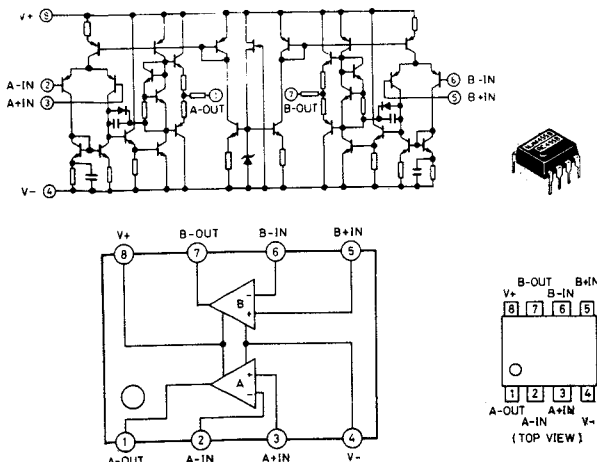 V+ 8
A-IN 2
A+IN 3
1
A-OUT
7
B-OUT
6 B-IN
5 B+IN
V- 4
V+ B-OUT B-IN B+IN
8 7 6 5
B - +
A + -
1 2 3 4
A-OUT A-IN A+IN V-
B-OUT B+IN
V+ B-IN
8 7 6 5
1 2 3 4
A-OUT A+IN V-
A-IN
(TOP VIEW)